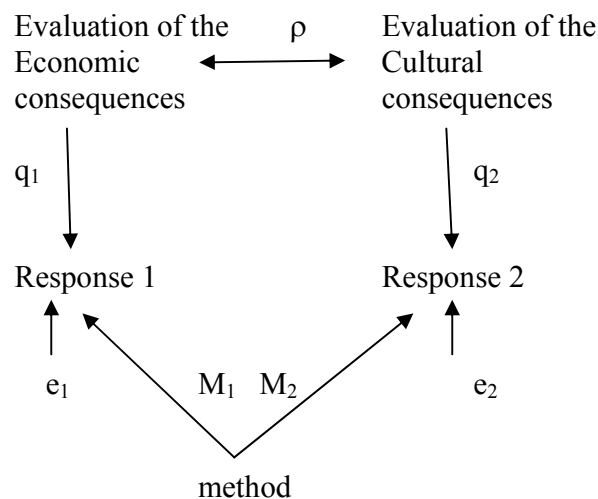 Evaluation of the
Economic
consequences
ρ
Evaluation of the
Cultural
consequences
q₁
q₂
Response 1
Response 2
e₁
M₁ M₂
e₂
method